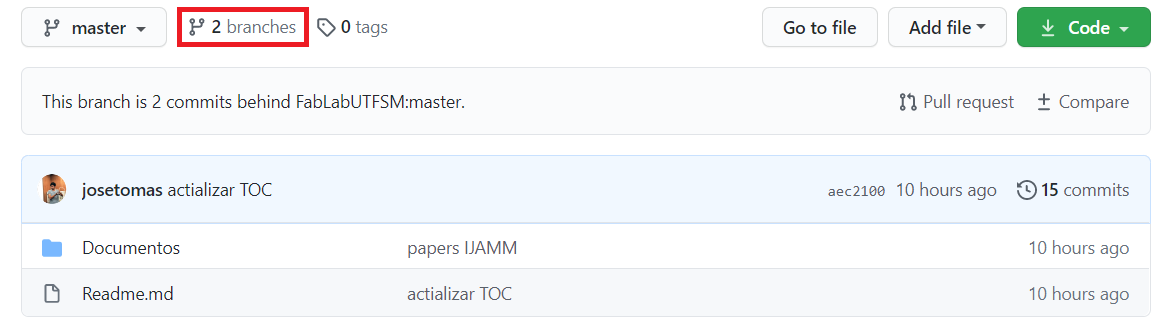 master 2 branches 0 tags Go to file Add file Code
This branch is 2 commits behind FabLabUTFSM:master. Pull request Compare
josetomas actializar TOC aec2100 10 hours ago 15 commits
Documentos papers IJAMM 10 hours ago
Readme.md actializar TOC 10 hours ago